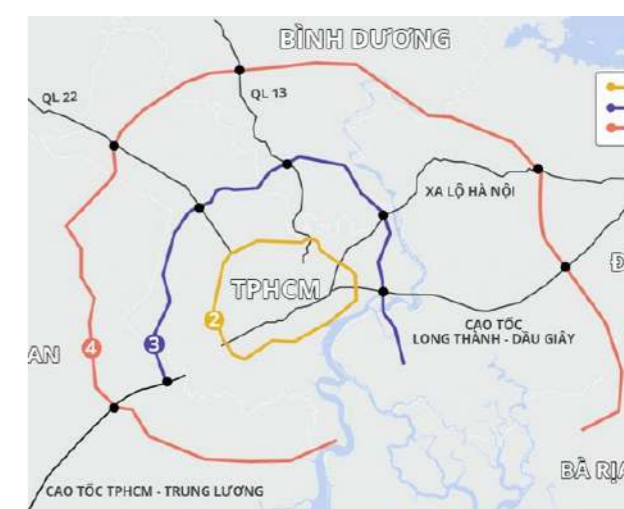 BÌNH DƯƠNG
QL 22
QL 13
XA LỘ HÀ NỘI
Đ
TPHCM
2
CAO TỐC
LONG THÀNH - DẦU GIÂY
3
4
AN
BÀ RỊA
CAO TỐC TPHCM - TRUNG LƯƠNG